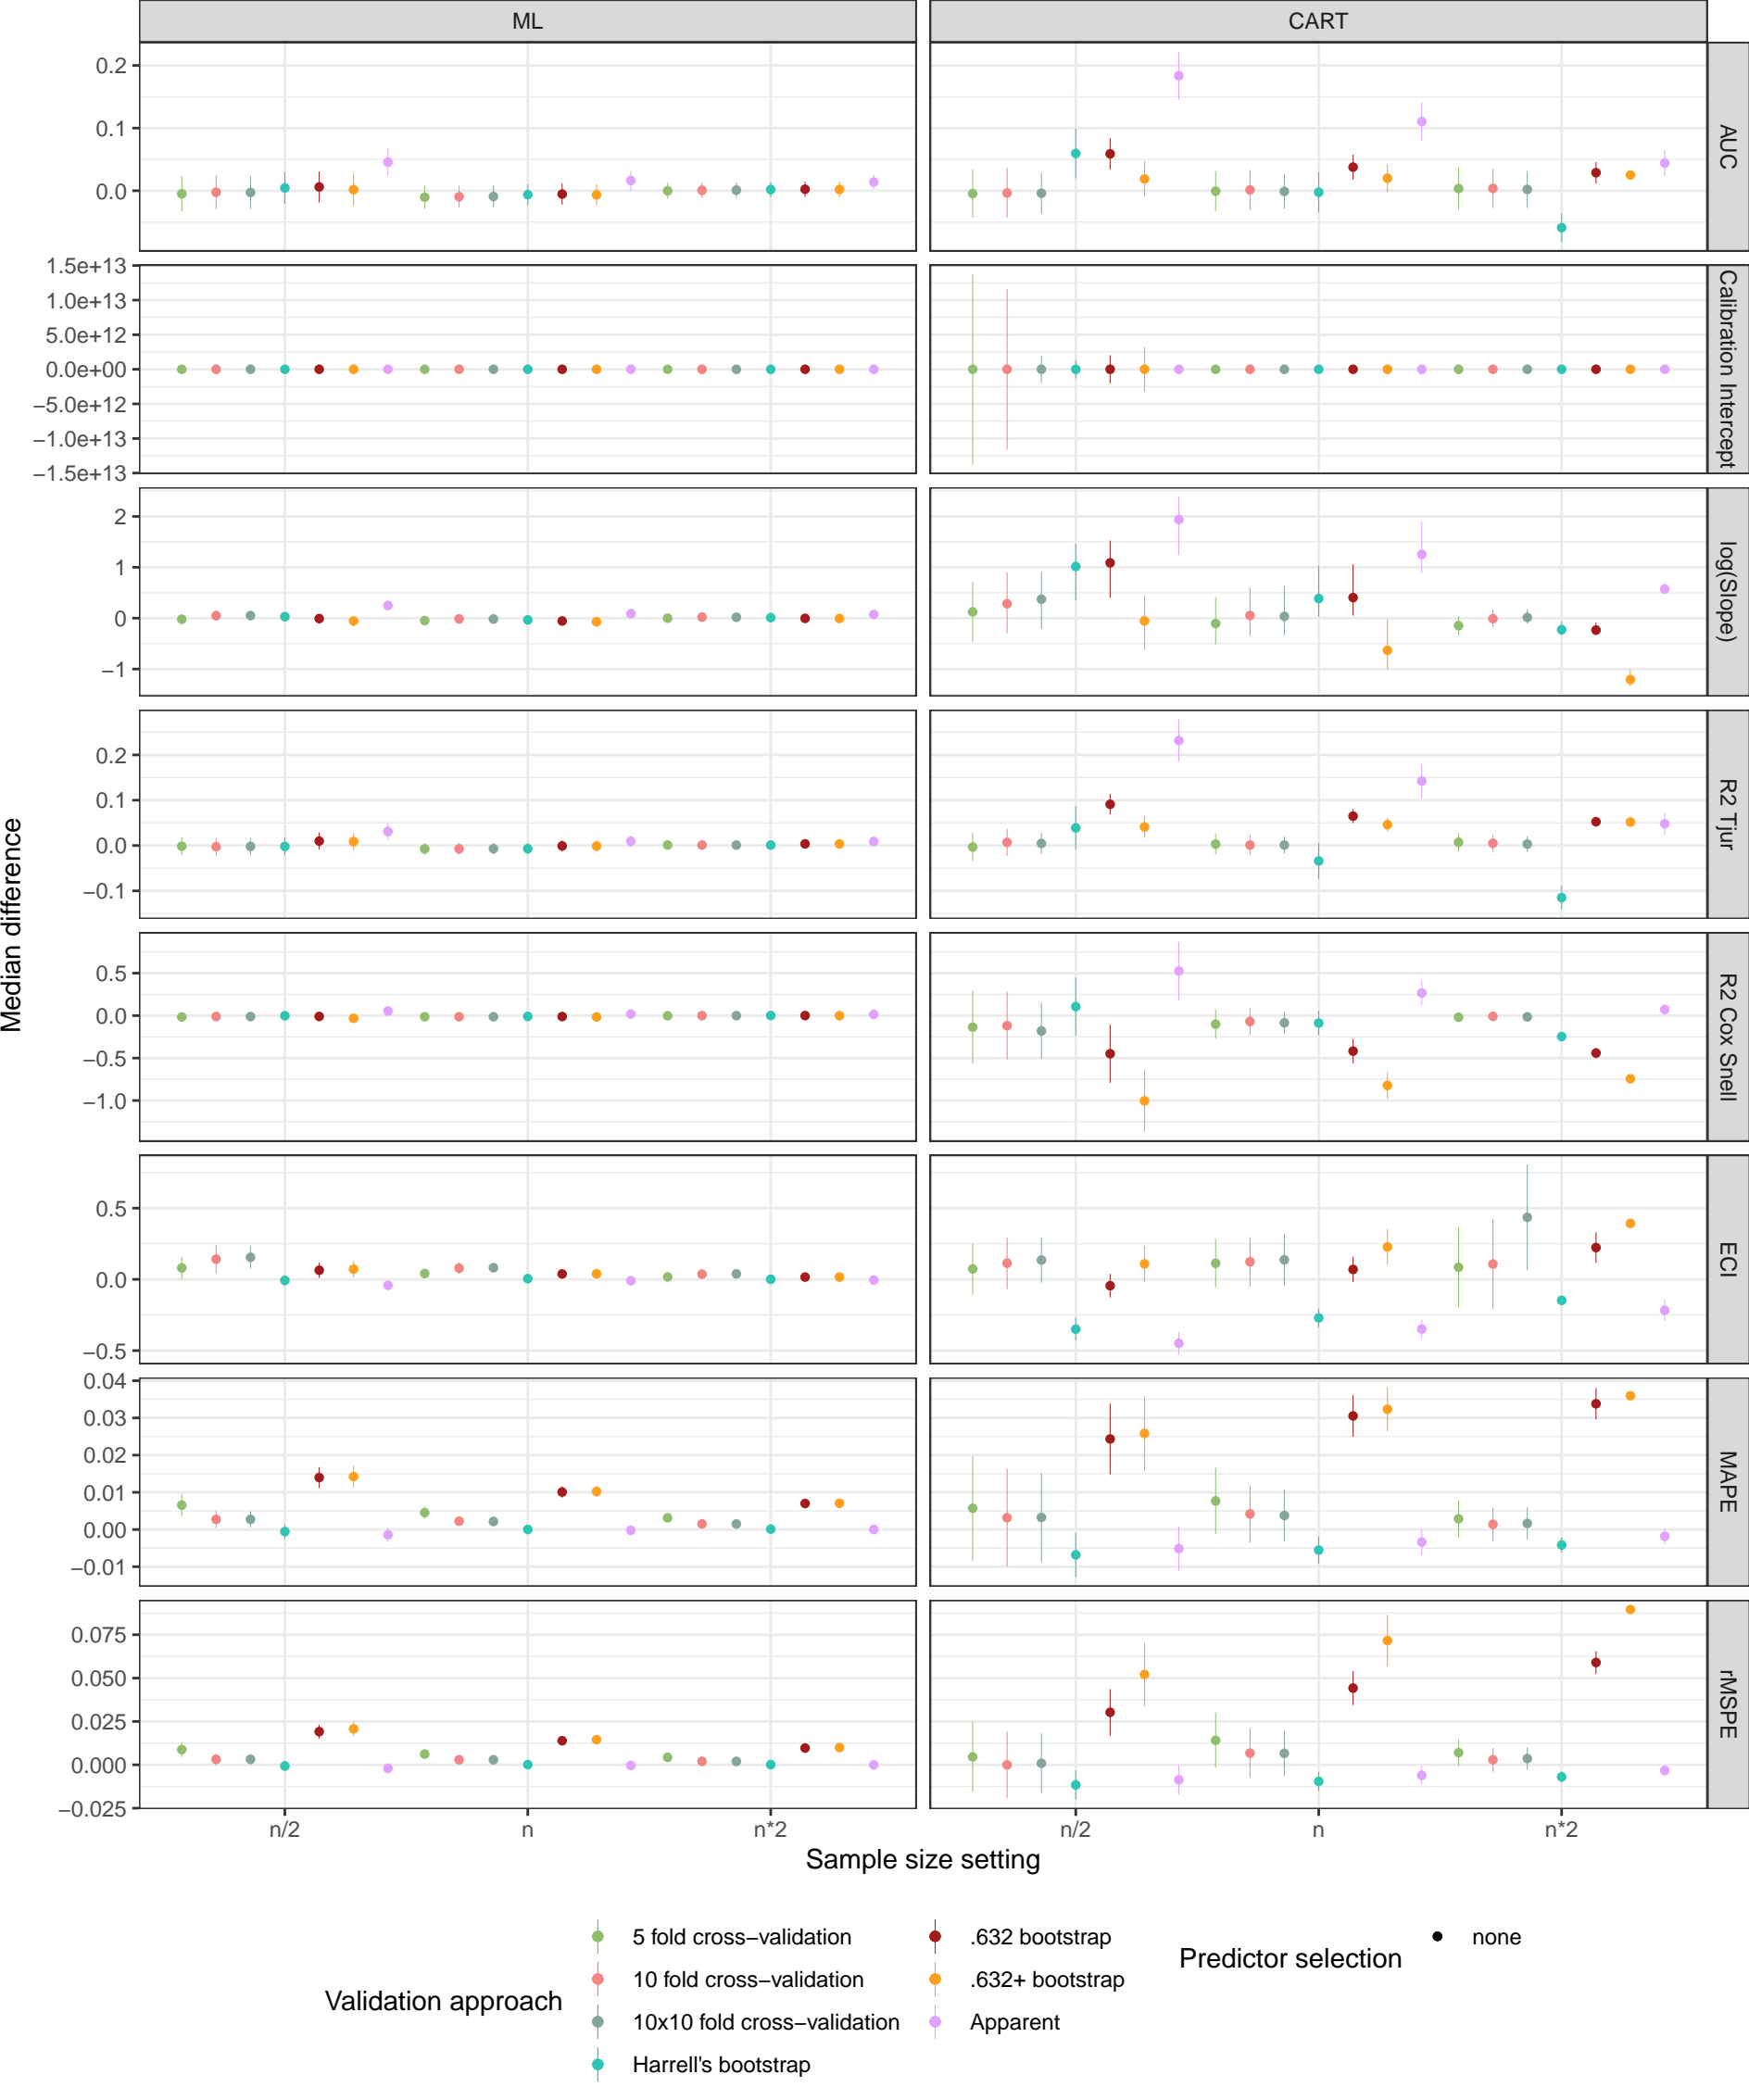 ML
CART
0.2
0.1
0.0
AUC
1.5e+13
1.0e+13
5.0e+12
0.0e+00
−5.0e+12
−1.0e+13
−1.5e+13
Calibration Intercept
2
1
0
−1
log(Slope)
0.2
0.1
0.0
−0.1
R2 Tjur
0.5
0.0
−0.5
−1.0
R2 Cox Snell
0.5
0.0
−0.5
ECI
0.04
0.03
0.02
0.01
0.00
−0.01
MAPE
0.075
0.050
0.025
0.000
−0.025
rMSPE
Median difference
n/2
n
n*2
n/2
n
n*2
Sample size setting
Validation approach
5 fold cross−validation
10 fold cross−validation
10x10 fold cross−validation
Harrell's bootstrap
.632 bootstrap
.632+ bootstrap
Apparent
Predictor selection
none